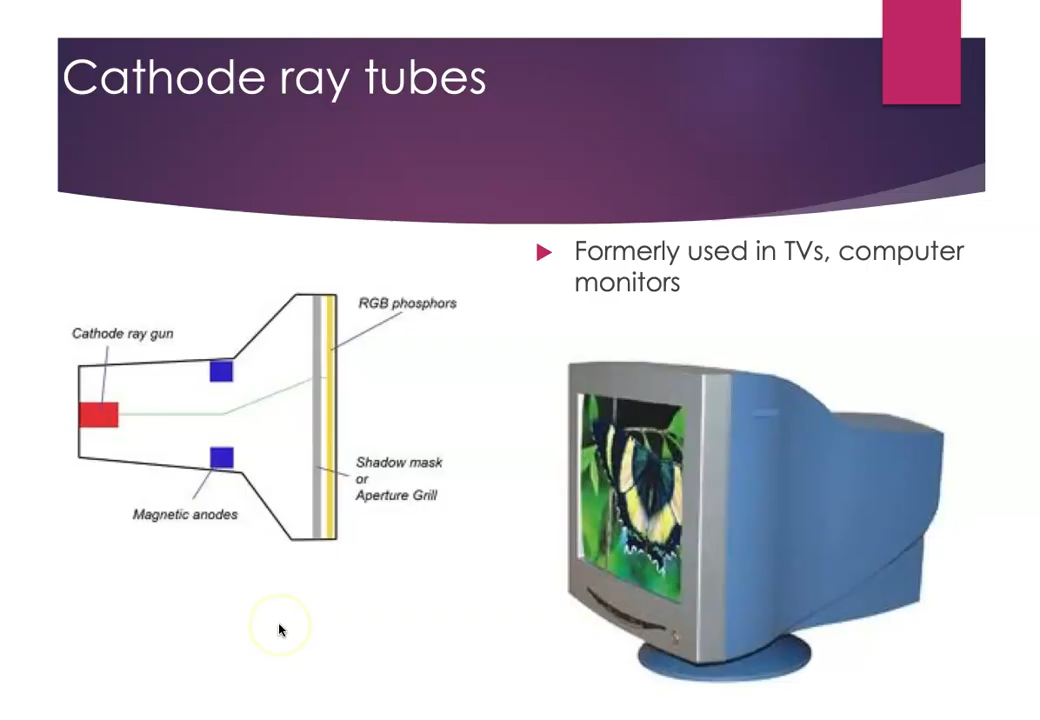 Cathode ray tubes
Formerly used in TVs, computer
monitors
RGB phosphors
Cathode ray gun
Shadow mask
or
Aperture Grill
Magnetic anodes